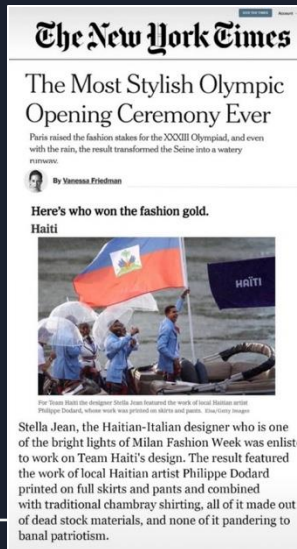 The New York Times
The Most Stylish Olympic
Opening Ceremony Ever
Paris raised the fashion stakes for the XXXIII Olympiad, and even
with the rain, the result transformed the Seine into a watery
runway.
By Vanessa Friedman
Here's who won the fashion gold.
Haiti
HAÏTI
For Team Haiti the designer Stella Jean featured the work of local Haitian artist
Philippe Dodard, whose work was printed on skirts and pants. Elsa/Getty Images
Stella Jean, the Haitian-Italian designer who is one
of the bright lights of Milan Fashion Week was enlist
to work on Team Haiti's design. The result featured
the work of local Haitian artist Philippe Dodard
printed on full skirts and pants and combined
with traditional chambray shirting, all of it made out
of dead stock materials, and none of it pandering to
banal patriotism.